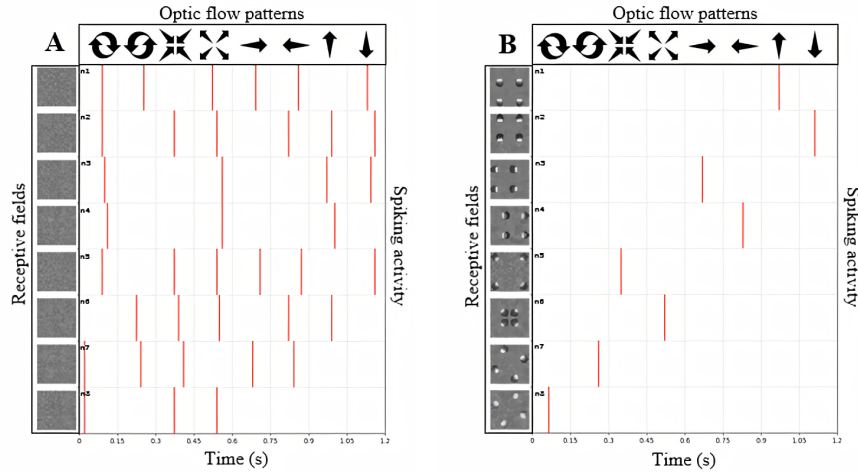 Optic flow patterns
A
Receptive fields
n1
n2
n3
n4
n5
n6
n7
n8
Spiking activity
0 0.15 0.3 0.45 0.6 0.75 0.9 1.05 1.2
Time (s)
Optic flow patterns
B
Receptive fields
n1
n2
n3
n4
n5
n6
n7
n8
Spiking activity
0 0.15 0.3 0.45 0.6 0.75 0.9 1.05 1.2
Time (s)